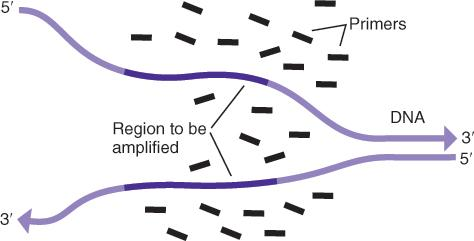 5′
Primers
DNA
3′
5′
Region to be
amplified
3′